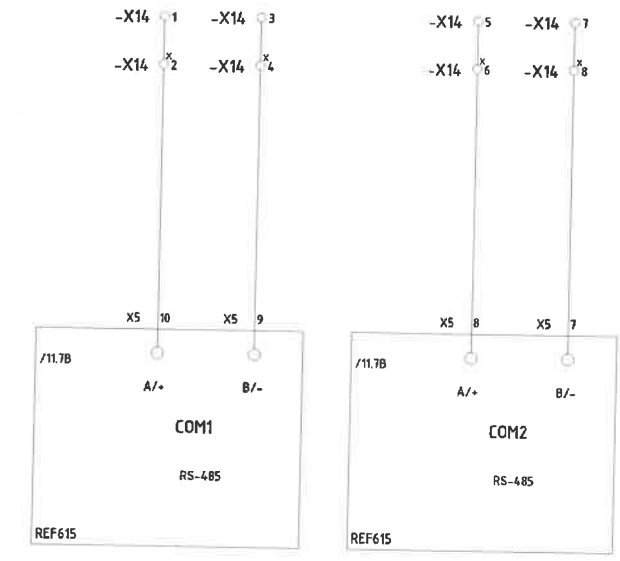 -X14 1 -X14 3
-X14 x 2 -X14 x 4
X5 10 X5 9
/11.7B
A/+ B/-
COM1
RS-485
REF615
-X14 5 -X14 7
-X14 x 6 -X14 x 8
X5 8 X5 7
/11.7B
A/+ B/-
COM2
RS-485
REF615